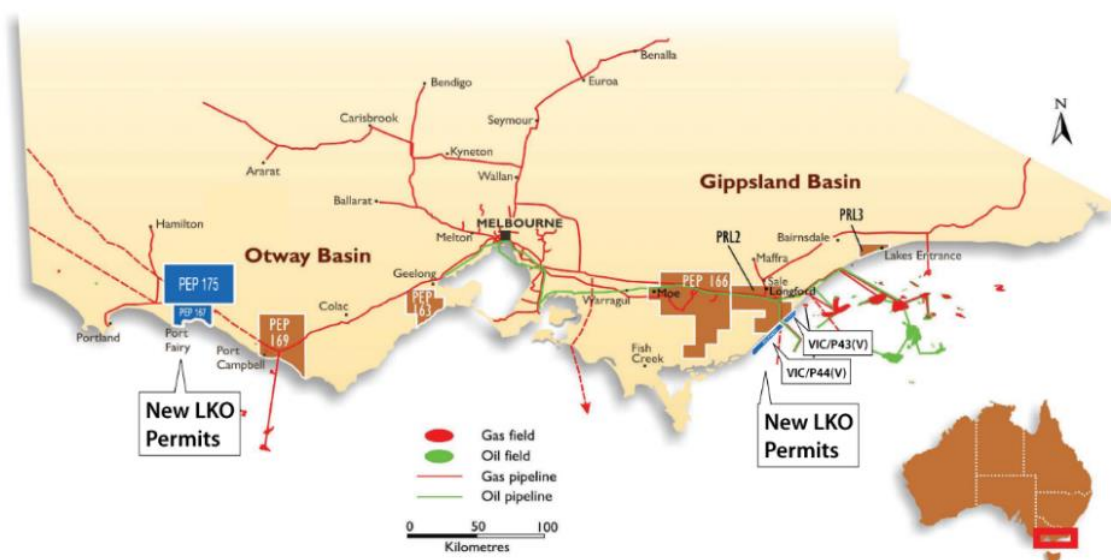 Benalla
Euroa
Bendigo
Carisbrook
Seymour
N
Kyneton
Ararat
Wallan
Gippsland Basin
Ballarat
MELBOURNE
PRL3
Hamilton
Melton
PRL2
Bairnsdale
Otway Basin
Maffra
Lakes Entrance
Geelong
PEP 175
PEP 166
Sale
Longford
Moe
Warragul
PEP
163
Colac
PEP 167
PEP
169
Portland
Port
Fairy
Port
Campbell
Fish
Creek
VIC/P43(V)
VIC/P44(V)
New LKO
Permits
New LKO
Permits
Gas field
Oil field
Gas pipeline
Oil pipeline
0 50 100
Kilometres